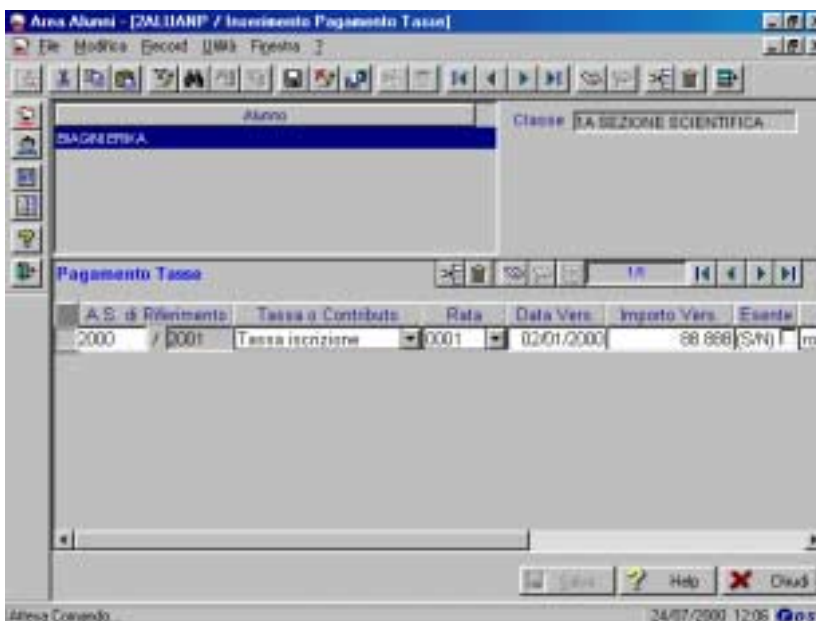 Area Alunni - [2ALUANP / Inserimento Pagamento Tasse]
File Modifica Record Utilità Finestra ?
Alunno
Classe 1A SEZIONE SCIENTIFICA
BIAGINI ERIKA
Pagamento Tasse 1/1
A.S. di Riferimento Tassa o Contributo Rata Data Vers. Importo Vers. Esente
2000 / 2001 Tassa iscrizione 0001 02/01/2000 88.888 (S/N)
Salva Help Chiudi
Attesa Comando... 24/07/2000 12:06